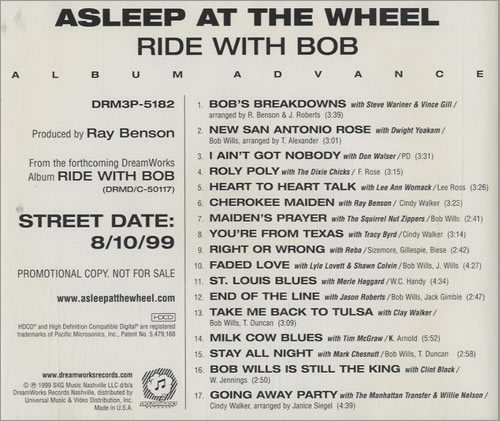 ASLEEP AT THE WHEEL
RIDE WITH BOB
ALBUM ADVANCE
DRM3P-5182
Produced by Ray Benson
From the forthcoming DreamWorks
Album RIDE WITH BOB
(DRMD/C-50117)
STREET DATE:
8/10/99
PROMOTIONAL COPY. NOT FOR SALE
www.asleepatthewheel.com
HDCD
HDCD® and High Definition Compatible Digital® are registered
trademarks of Pacific Microsonics, Inc., Patent No. 5,479,168
www.dreamworksrecords.com
℗ © 1999 SKG Music Nashville LLC d/b/a
DreamWorks Records Nashville, distributed by
Universal Music & Video Distribution, Inc.
Made in U.S.A.
DREAMWORKS
1. BOB'S BREAKDOWNS with Steve Wariner & Vince Gill /
arranged by R. Benson & J. Roberts (3:39)
2. NEW SAN ANTONIO ROSE with Dwight Yoakam /
Bob Wills, arranged by T. Alexander (3:01)
3. I AIN'T GOT NOBODY with Don Walser / PD (3:31)
4. ROLY POLY with The Dixie Chicks / F. Rose (3:15)
5. HEART TO HEART TALK with Lee Ann Womack / Lee Ross (3:26)
6. CHEROKEE MAIDEN with Ray Benson / Cindy Walker (3:23)
7. MAIDEN'S PRAYER with The Squirrel Nut Zippers / Bob Wills (2:41)
8. YOU'RE FROM TEXAS with Tracy Byrd / Cindy Walker (3:14)
9. RIGHT OR WRONG with Reba / Sizemore, Gillespie, Biese (2:42)
10. FADED LOVE with Lyle Lovett & Shawn Colvin / Bob Wills, J. Wills (4:27)
11. ST. LOUIS BLUES with Merle Haggard / W.C. Handy (4:34)
12. END OF THE LINE with Jason Roberts / Bob Wills, Jack Gimble (2:47)
13. TAKE ME BACK TO TULSA with Clay Walker /
Bob Wills, T. Duncan (3:09)
14. MILK COW BLUES with Tim McGraw / K. Arnold (5:52)
15. STAY ALL NIGHT with Mark Chesnutt / Bob Wills, T. Duncan (2:58)
16. BOB WILLS IS STILL THE KING with Clint Black /
W. Jennings (2:50)
17. GOING AWAY PARTY with The Manhattan Transfer & Willie Nelson /
Cindy Walker, arranged by Janice Siegel (4:39)